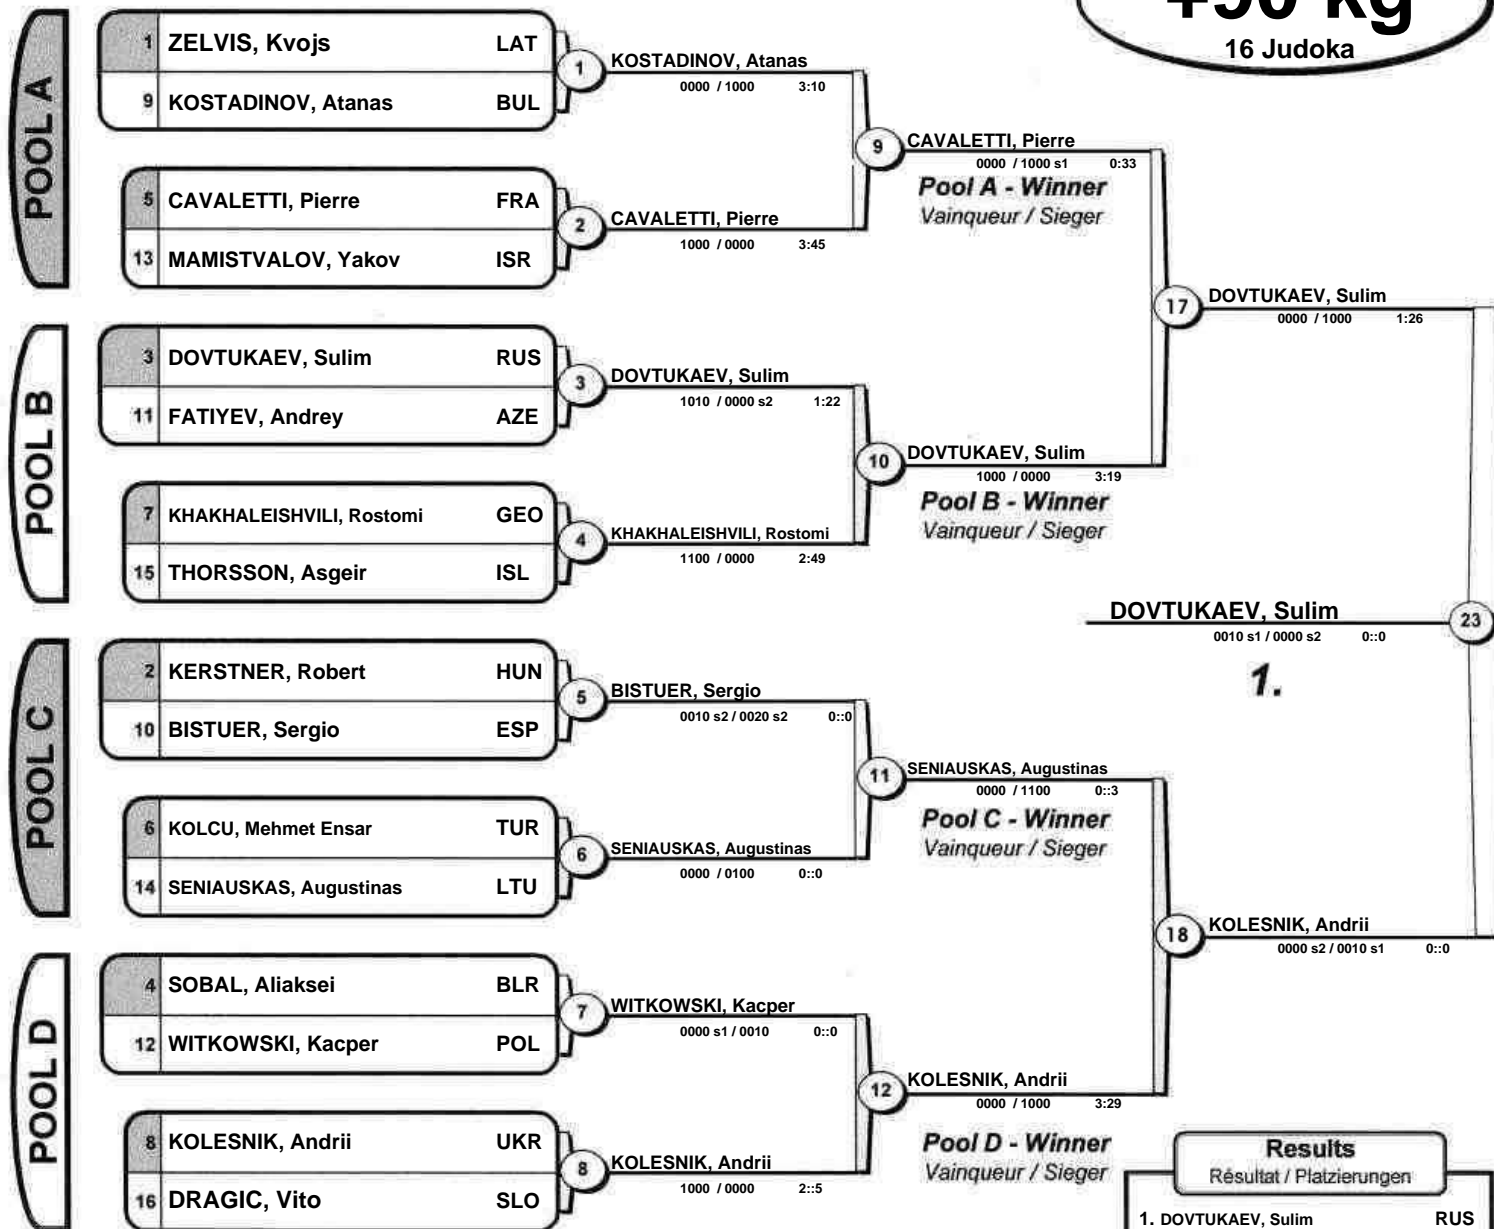 +90 kg
16 Judoka
POOL A
1 ZELVIS, Kvojs LAT
9 KOSTADINOV, Atanas BUL
1
KOSTADINOV, Atanas
0000 / 1000 3:10
5 CAVALETTI, Pierre FRA
13 MAMISTVALOV, Yakov ISR
2
CAVALETTI, Pierre
1000 / 0000 3:45
9
CAVALETTI, Pierre
0000 / 1000 s1 0:33
Pool A - Winner
Vainqueur / Sieger
POOL B
3 DOVTUKAEV, Sulim RUS
11 FATIYEV, Andrey AZE
3
DOVTUKAEV, Sulim
1010 / 0000 s2 1:22
7 KHAKHALEISHVILI, Rostomi GEO
15 THORSSON, Asgeir ISL
4
KHAKHALEISHVILI, Rostomi
1100 / 0000 2:49
10
DOVTUKAEV, Sulim
1000 / 0000 3:19
Pool B - Winner
Vainqueur / Sieger
17
DOVTUKAEV, Sulim
0000 / 1000 1:26
POOL C
2 KERSTNER, Robert HUN
10 BISTUER, Sergio ESP
5
BISTUER, Sergio
0010 s2 / 0020 s2 0::0
6 KOLCU, Mehmet Ensar TUR
14 SENIAUSKAS, Augustinas LTU
6
SENIAUSKAS, Augustinas
0000 / 0100 0::0
11
SENIAUSKAS, Augustinas
0000 / 1100 0::3
Pool C - Winner
Vainqueur / Sieger
POOL D
4 SOBAL, Aliaksei BLR
12 WITKOWSKI, Kacper POL
7
WITKOWSKI, Kacper
0000 s1 / 0010 0::0
8 KOLESNIK, Andrii UKR
16 DRAGIC, Vito SLO
8
KOLESNIK, Andrii
1000 / 0000 2::5
12
KOLESNIK, Andrii
0000 / 1000 3:29
Pool D - Winner
Vainqueur / Sieger
18
KOLESNIK, Andrii
0000 s2 / 0010 s1 0::0
DOVTUKAEV, Sulim
0010 s1 / 0000 s2 0::0
23
1.
Results
Résultat / Platzierungen
1. DOVTUKAEV, Sulim RUS